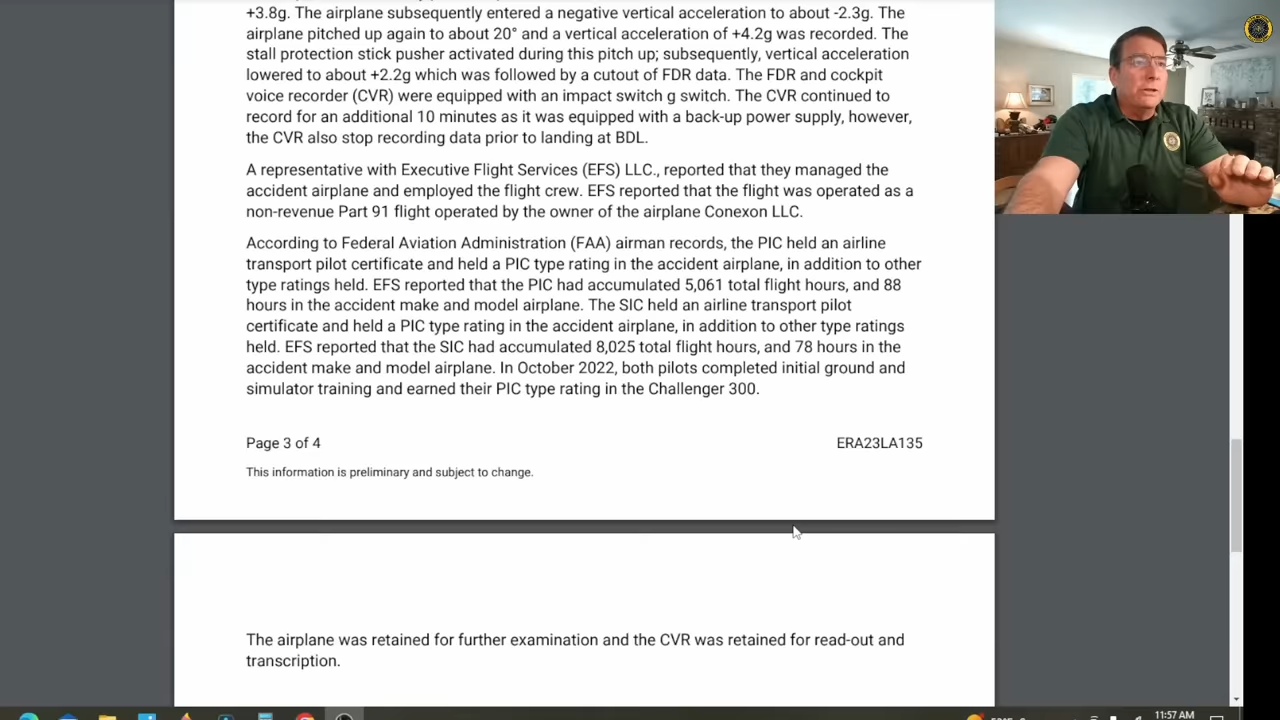 +3.8g. The airplane subsequently entered a negative vertical acceleration to about -2.3g. The
airplane pitched up again to about 20° and a vertical acceleration of +4.2g was recorded. The
stall protection stick pusher activated during this pitch up; subsequently, vertical acceleration
lowered to about +2.2g which was followed by a cutout of FDR data. The FDR and cockpit
voice recorder (CVR) were equipped with an impact switch g switch. The CVR continued to
record for an additional 10 minutes as it was equipped with a back-up power supply, however,
the CVR also stop recording data prior to landing at BDL.
A representative with Executive Flight Services (EFS) LLC., reported that they managed the
accident airplane and employed the flight crew. EFS reported that the flight was operated as a
non-revenue Part 91 flight operated by the owner of the airplane Conexon LLC.
According to Federal Aviation Administration (FAA) airman records, the PIC held an airline
transport pilot certificate and held a PIC type rating in the accident airplane, in addition to other
type ratings held. EFS reported that the PIC had accumulated 5,061 total flight hours, and 88
hours in the accident make and model airplane. The SIC held an airline transport pilot
certificate and held a PIC type rating in the accident airplane, in addition to other type ratings
held. EFS reported that the SIC had accumulated 8,025 total flight hours, and 78 hours in the
accident make and model airplane. In October 2022, both pilots completed initial ground and
simulator training and earned their PIC type rating in the Challenger 300.
Page 3 of 4 ERA23LA135
This information is preliminary and subject to change.
The airplane was retained for further examination and the CVR was retained for read-out and
transcription.
11:57 AM